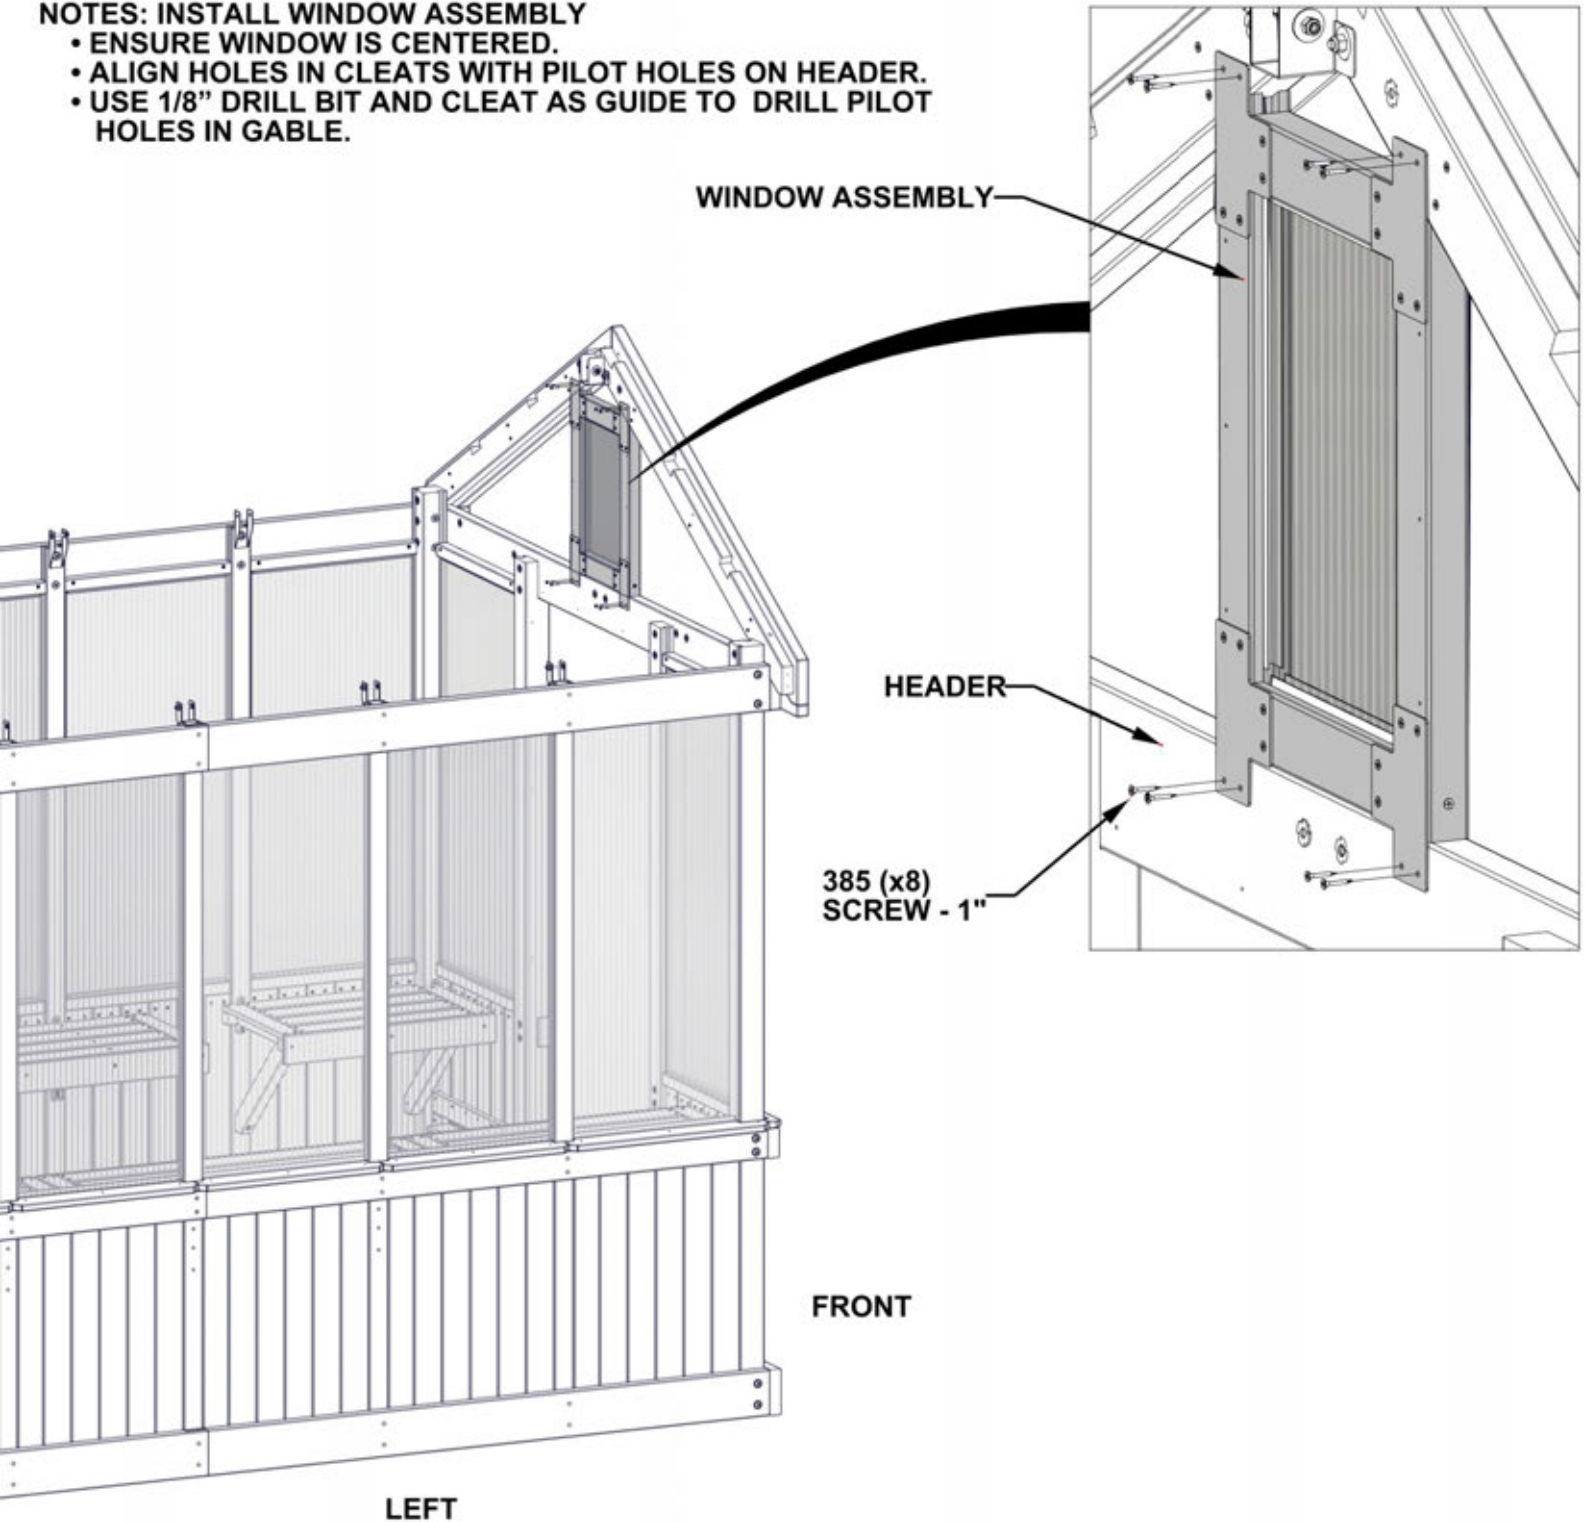 NOTES: INSTALL WINDOW ASSEMBLY
• ENSURE WINDOW IS CENTERED.
• ALIGN HOLES IN CLEATS WITH PILOT HOLES ON HEADER.
• USE 1/8” DRILL BIT AND CLEAT AS GUIDE TO DRILL PILOT
HOLES IN GABLE.
WINDOW ASSEMBLY
HEADER
385 (x8)
SCREW - 1"
FRONT
LEFT